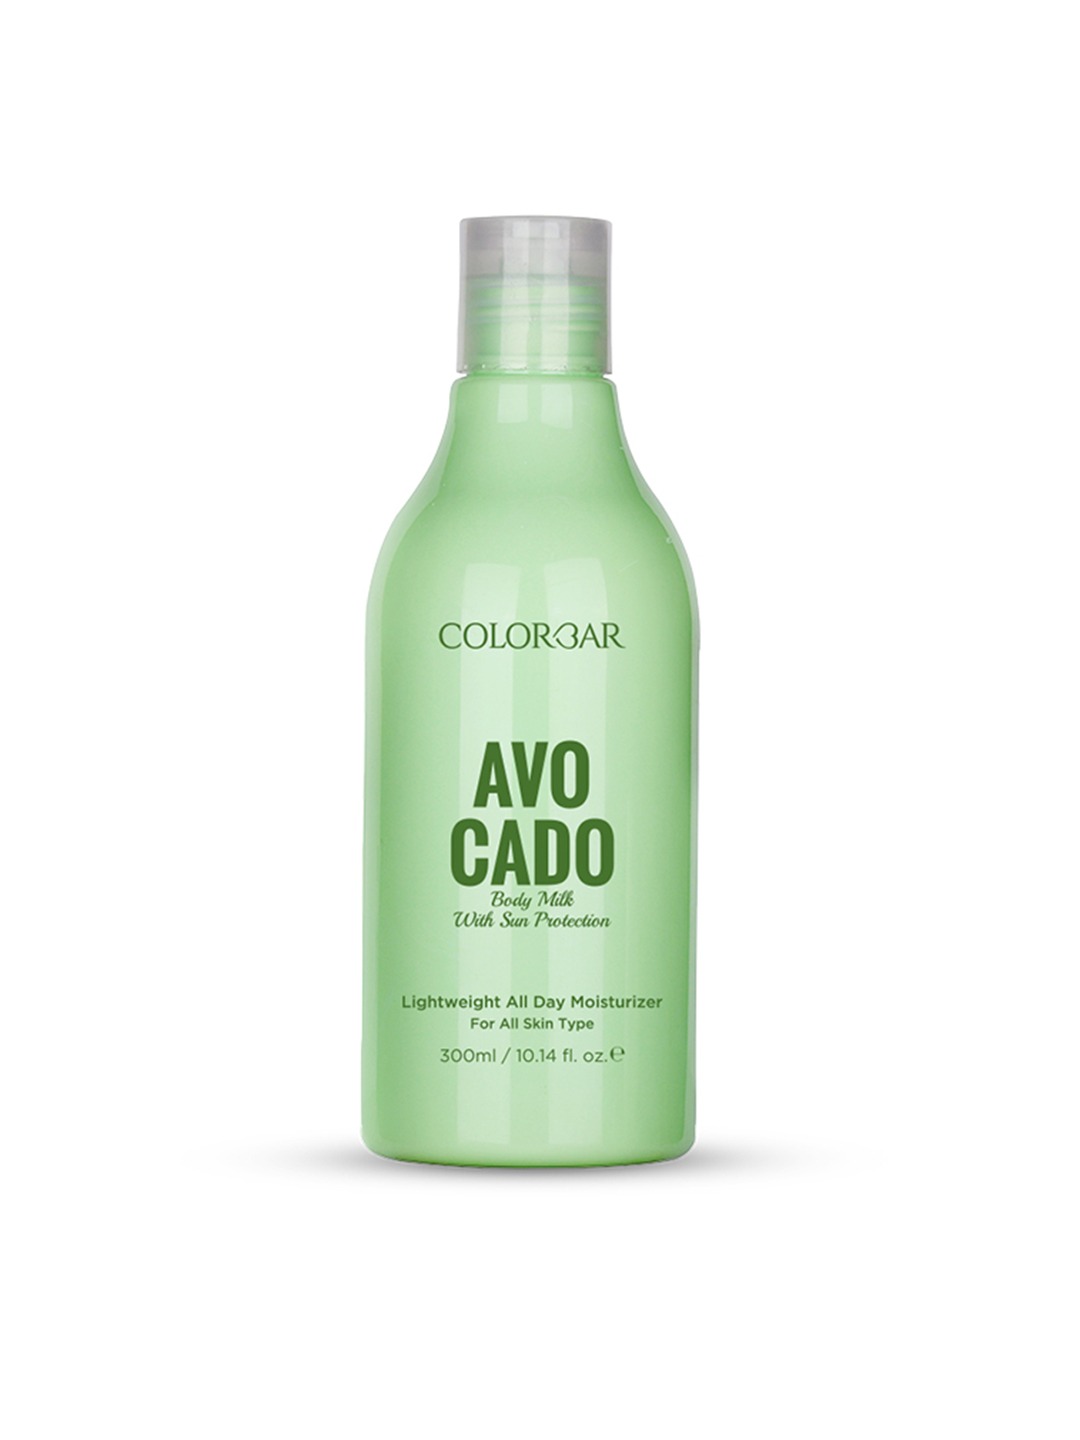 COLORBAR
AVO
CADO
Body Milk
With Sun Protection
Lightweight All Day Moisturizer
For All Skin Type
300ml / 10.14 fl. oz.℮